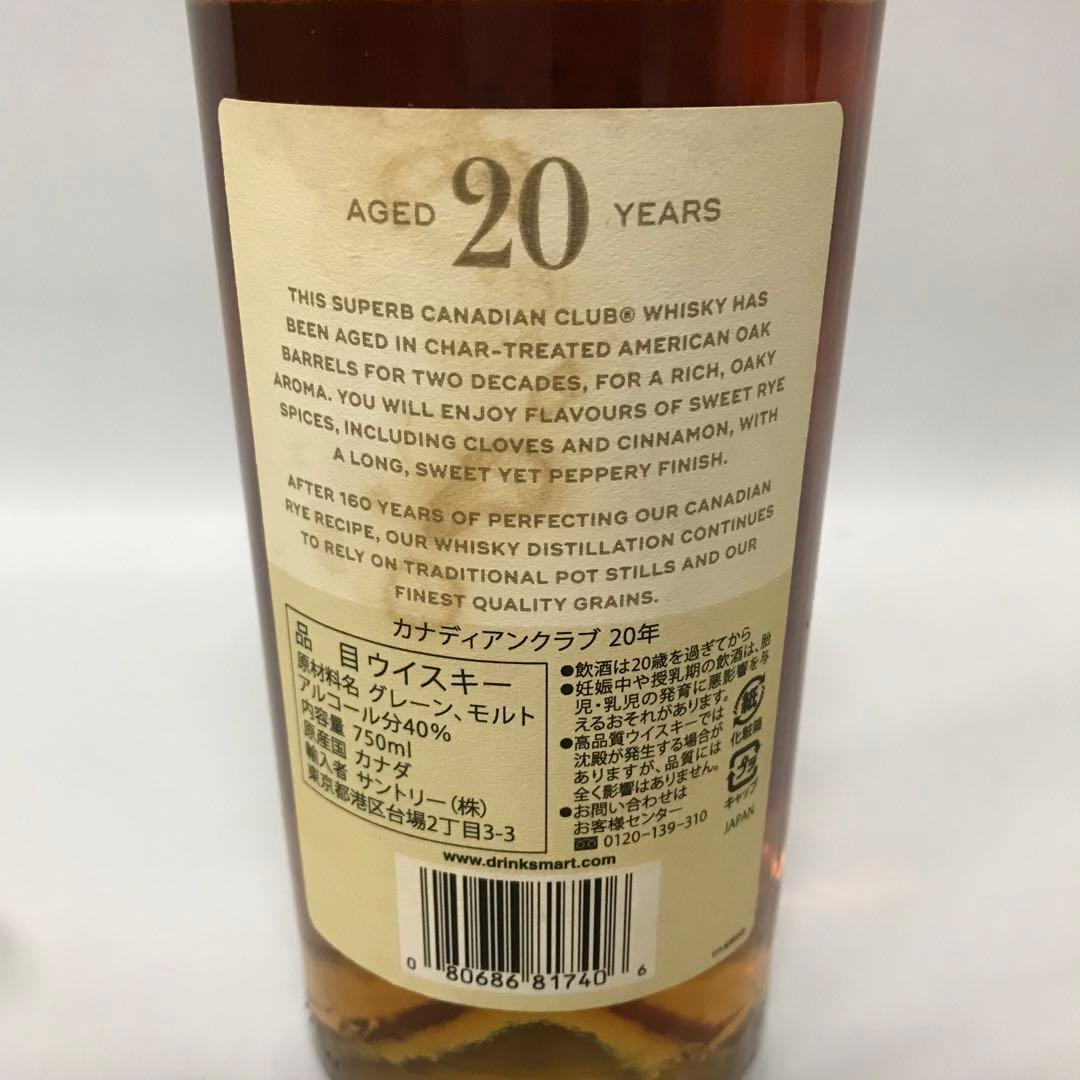 AGED 20 YEARS
THIS SUPERB CANADIAN CLUB® WHISKY HAS
BEEN AGED IN CHAR-TREATED AMERICAN OAK
BARRELS FOR TWO DECADES, FOR A RICH, OAKY
AROMA. YOU WILL ENJOY FLAVOURS OF SWEET RYE
SPICES, INCLUDING CLOVES AND CINNAMON, WITH
A LONG, SWEET YET PEPPERY FINISH.
AFTER 160 YEARS OF PERFECTING OUR CANADIAN
RYE RECIPE, OUR WHISKY DISTILLATION CONTINUES
TO RELY ON TRADITIONAL POT STILLS AND OUR
FINEST QUALITY GRAINS.
カナディアンクラブ 20年
品 目 ウイスキー
原材料名 グレーン、モルト
アルコール分40%
内容量 750ml
原産国 カナダ
輸入者 サントリー(株)
東京都港区台場2丁目3-3
●飲酒は20歳を過ぎてから
●妊娠中や授乳期の飲酒は、胎
児・乳児の発育に悪影響を与
えるおそれがあります。
●高品質ウイスキーでは
沈殿が発生する場合が
ありますが、品質には
全く影響はありません。
●お問い合わせは
お客様センター
0120-139-310
紙
化粧箱
プラ
キャップ
JAPAN
www.drinksmart.com
0 80686 81740 6